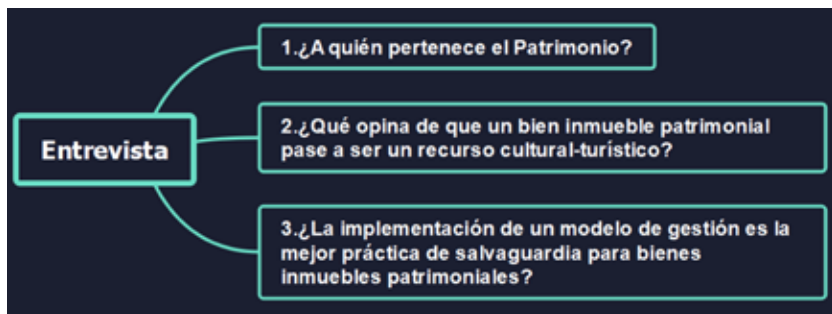 Entrevista
1.¿A quién pertenece el Patrimonio?
2.¿Qué opina de que un bien inmueble patrimonial
pase a ser un recurso cultural-turístico?
3.¿La implementación de un modelo de gestión es la
mejor práctica de salvaguardia para bienes
inmuebles patrimoniales?